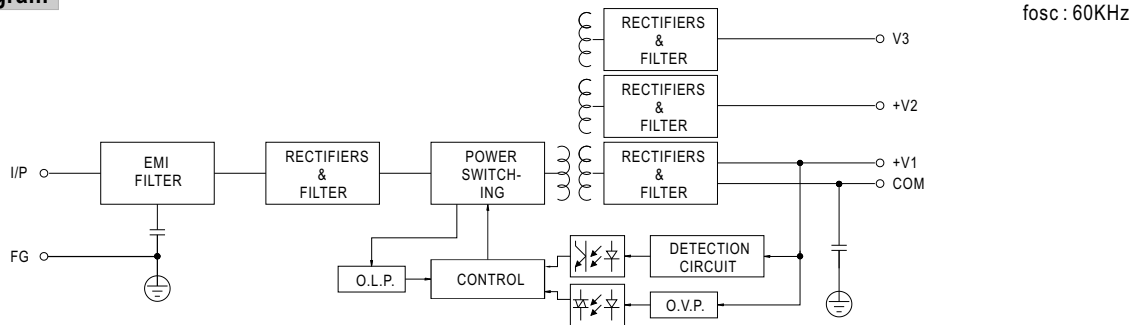 fosc : 60KHz
RECTIFIERS
&
FILTER
V3
RECTIFIERS
&
FILTER
+V2
I/P
EMI
FILTER
RECTIFIERS
&
FILTER
POWER
SWITCH-
ING
RECTIFIERS
&
FILTER
+V1
COM
FG
O.L.P.
CONTROL
DETECTION
CIRCUIT
O.V.P.